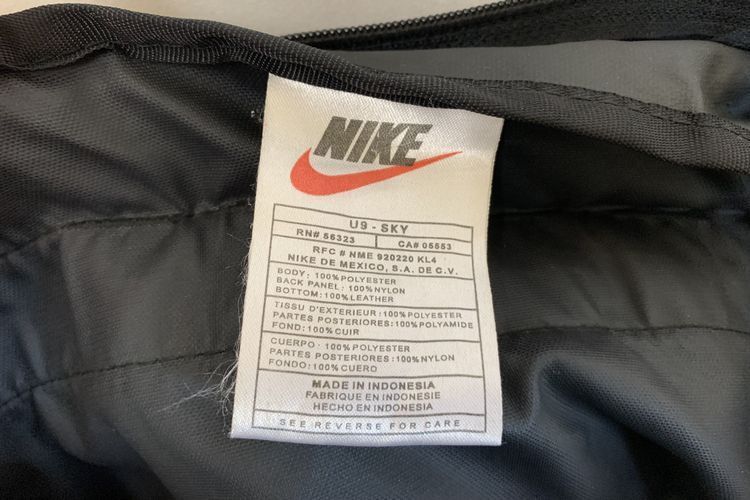 NIKE
U9 - SKY
RN# 56323 CA# 05553
RFC # NME 920220 KL4
NIKE DE MEXICO, S.A. DE C.V.
BODY: 100% POLYESTER
BACK PANEL: 100% NYLON
BOTTOM: 100% LEATHER
TISSU D'EXTERIEUR: 100% POLYESTER
PARTES POSTERIORES: 100% POLYAMIDE
FOND: 100% CUIR
CUERPO: 100% POLYESTER
PARTES POSTERIORES: 100% NYLON
FONDO: 100% CUERO
MADE IN INDONESIA
FABRIQUE EN INDONESIE
HECHO EN INDONESIA
SEE REVERSE FOR CARE